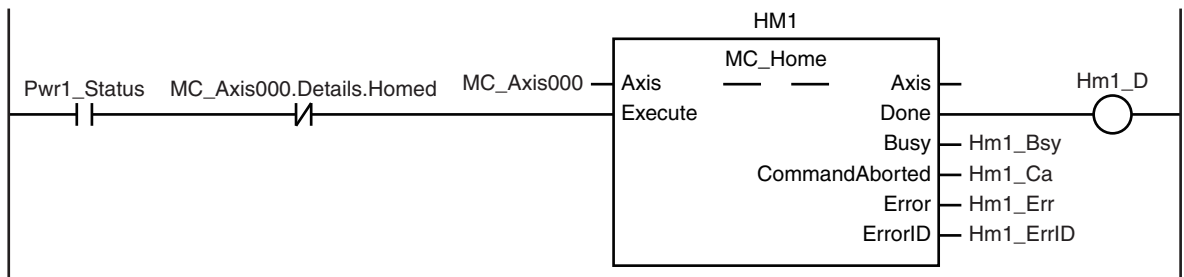 HM1
MC_Home
Pwr1_Status MC_Axis000.Details.Homed MC_Axis000 Axis Axis Hm1_D
Execute Done
Busy Hm1_Bsy
CommandAborted Hm1_Ca
Error Hm1_Err
ErrorID Hm1_ErrID